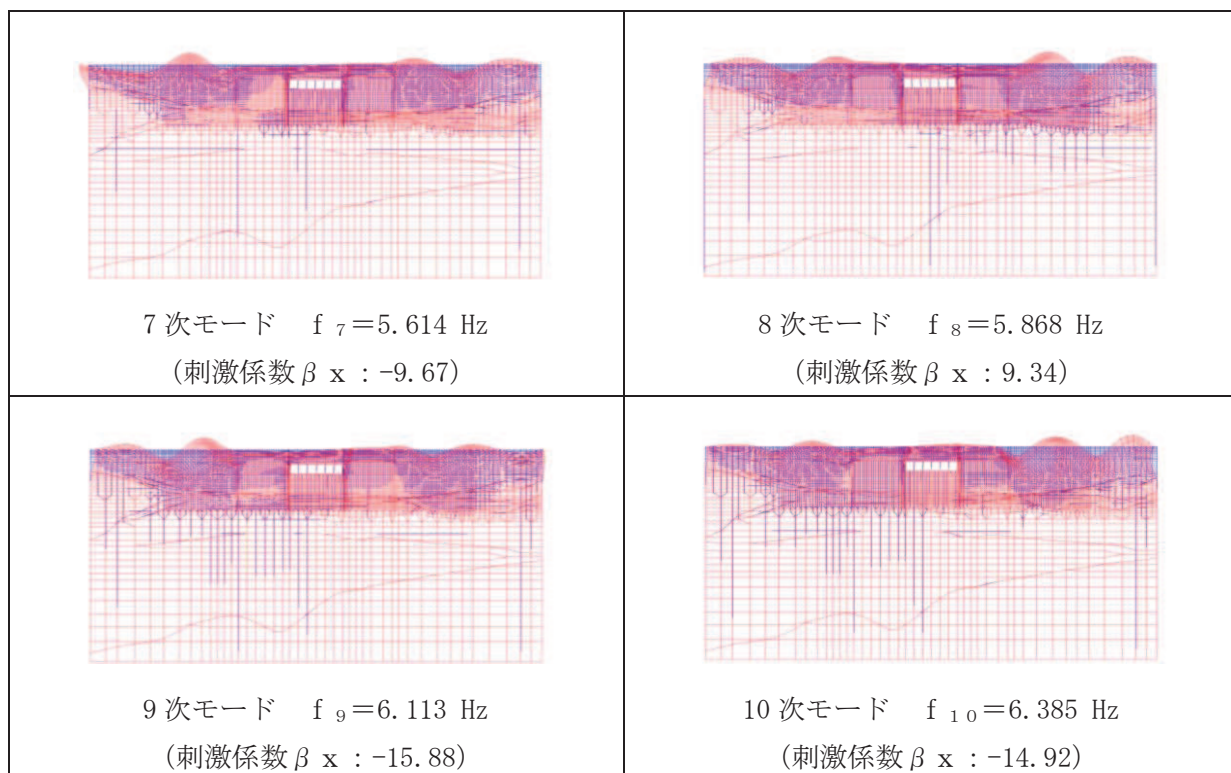 7 次モード　f ₇＝5.614 Hz
(刺激係数β x : -9.67)
8 次モード　f ₈＝5.868 Hz
(刺激係数β x : 9.34)
9 次モード　f ₉＝6.113 Hz
(刺激係数β x : -15.88)
10 次モード　f ₁₀＝6.385 Hz
(刺激係数β x : -14.92)